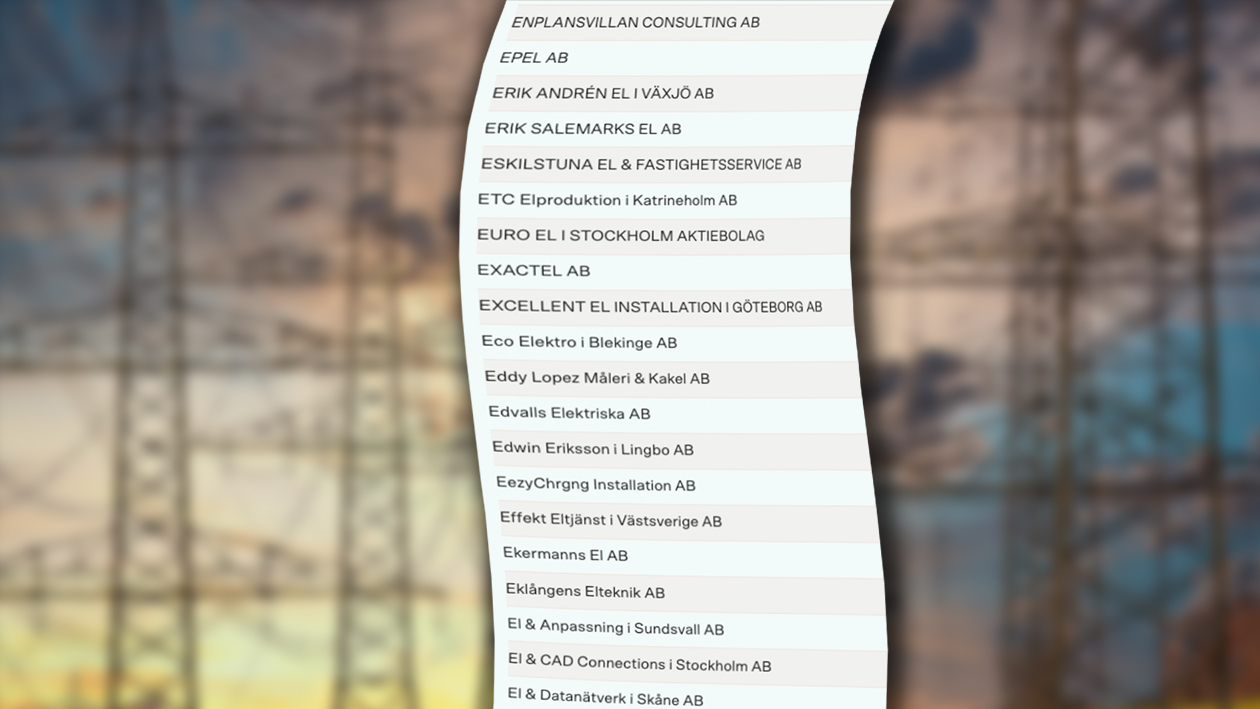 ENPLANSVILLAN CONSULTING AB
EPEL AB
ERIK ANDRÉN EL I VÄXJÖ AB
ERIK SALEMARKS EL AB
ESKILSTUNA EL & FASTIGHETSSERVICE AB
ETC Elproduktion i Katrineholm AB
EURO EL I STOCKHOLM AKTIEBOLAG
EXACTEL AB
EXCELLENT EL INSTALLATION I GÖTEBORG AB
Eco Elektro i Blekinge AB
Eddy Lopez Måleri & Kakel AB
Edvalls Elektriska AB
Edwin Eriksson i Lingbo AB
EezyChrgng Installation AB
Effekt Eltjänst i Västsverige AB
Ekermanns El AB
Eklångens Elteknik AB
El & Anpassning i Sundsvall AB
El & CAD Connections i Stockholm AB
El & Datanätverk i Skåne AB